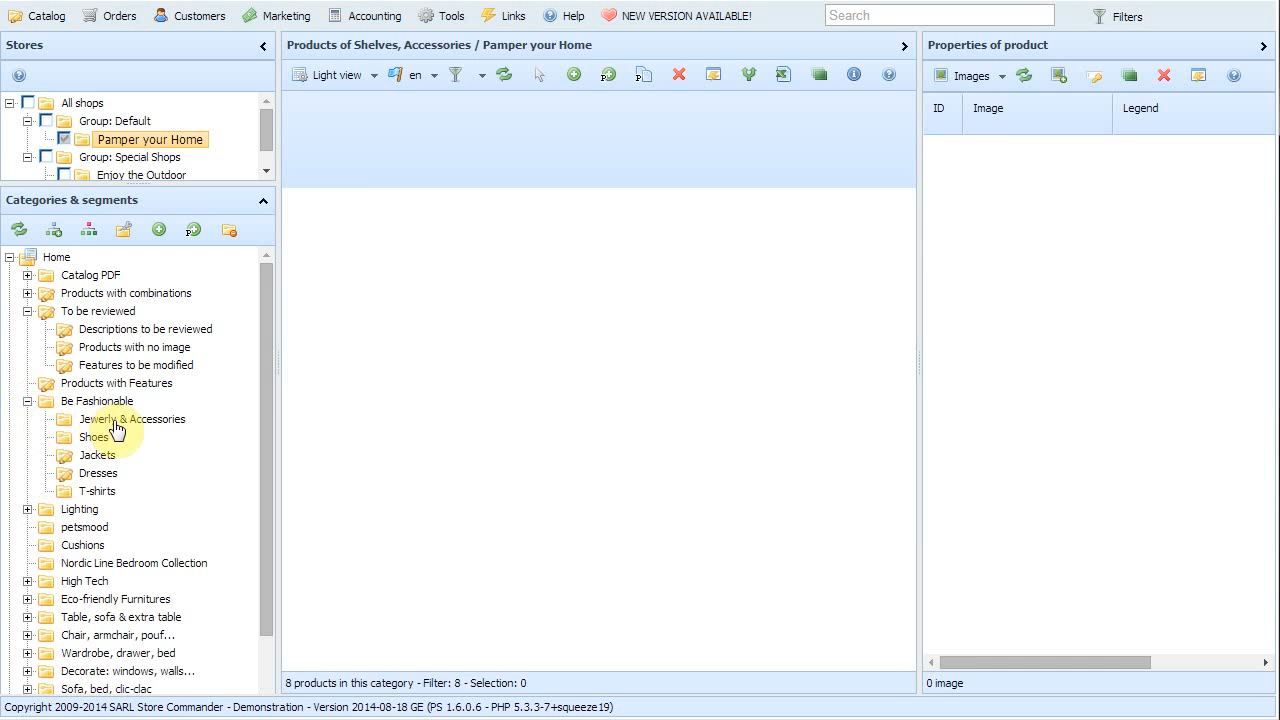 Catalog Orders Customers Marketing Accounting Tools Links Help NEW VERSION AVAILABLE! Search Filters
Stores
All shops
Group: Default
Pamper your Home
Group: Special Shops
Enjoy the Outdoor
Categories & segments
Home
Catalog PDF
Products with combinations
To be reviewed
Descriptions to be reviewed
Products with no image
Features to be modified
Products with Features
Be Fashionable
Jewerly & Accessories
Shoes
Jackets
Dresses
T-shirts
Lighting
petsmood
Cushions
Nordic Line Bedroom Collection
High Tech
Eco-friendly Furnitures
Table, sofa & extra table
Chair, armchair, pouf...
Wardrobe, drawer, bed
Decorate: windows, walls...
Sofa, bed, clic-clac
Products of Shelves, Accessories / Pamper your Home
Light view en
8 products in this category - Filter: 8 - Selection: 0
Properties of product
Images
ID Image Legend
0 image
Copyright 2009-2014 SARL Store Commander - Demonstration - Version 2014-08-18 GE (PS 1.6.0.6 - PHP 5.3.3-7+squeeze19)